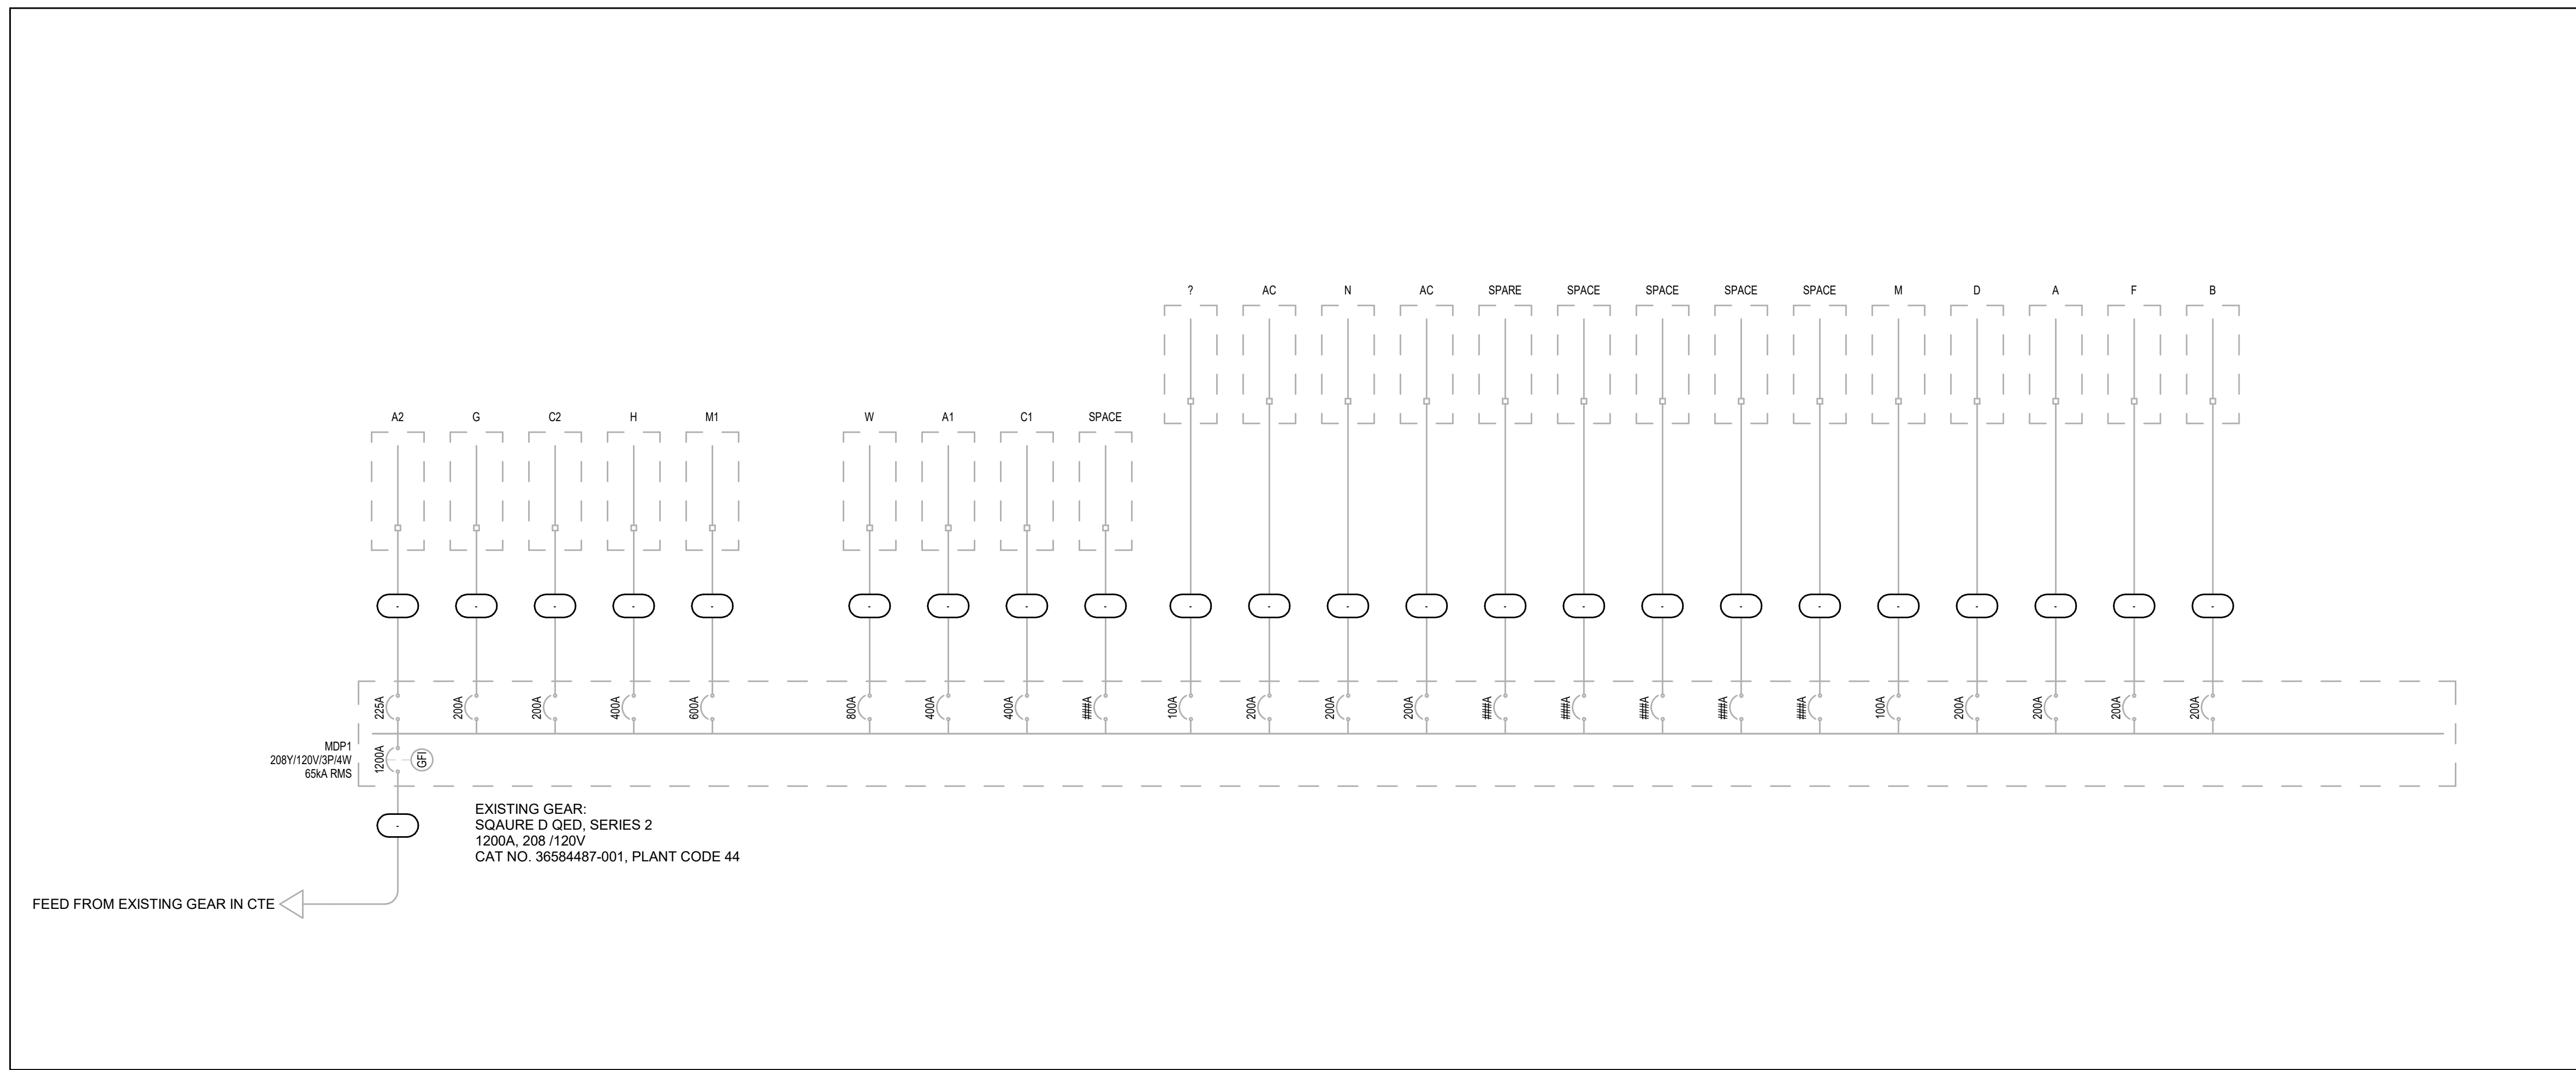 ? AC N AC SPARE SPACE SPACE SPACE SPACE M D A F B
A2 G C2 H M1 W A1 C1 SPACE
- - - - - - - - - - - - - - - - - - - - - - -
225A 200A 200A 400A 600A 800A 400A 400A ###A 100A 200A 200A 200A ###A ###A ###A ###A ###A 100A 200A 200A 200A 200A
MDP1
208Y/120V/3P/4W
65kA RMS
1200A GFI
-
EXISTING GEAR:
SQAURE D QED, SERIES 2
1200A, 208 /120V
CAT NO. 36584487-001, PLANT CODE 44
FEED FROM EXISTING GEAR IN CTE